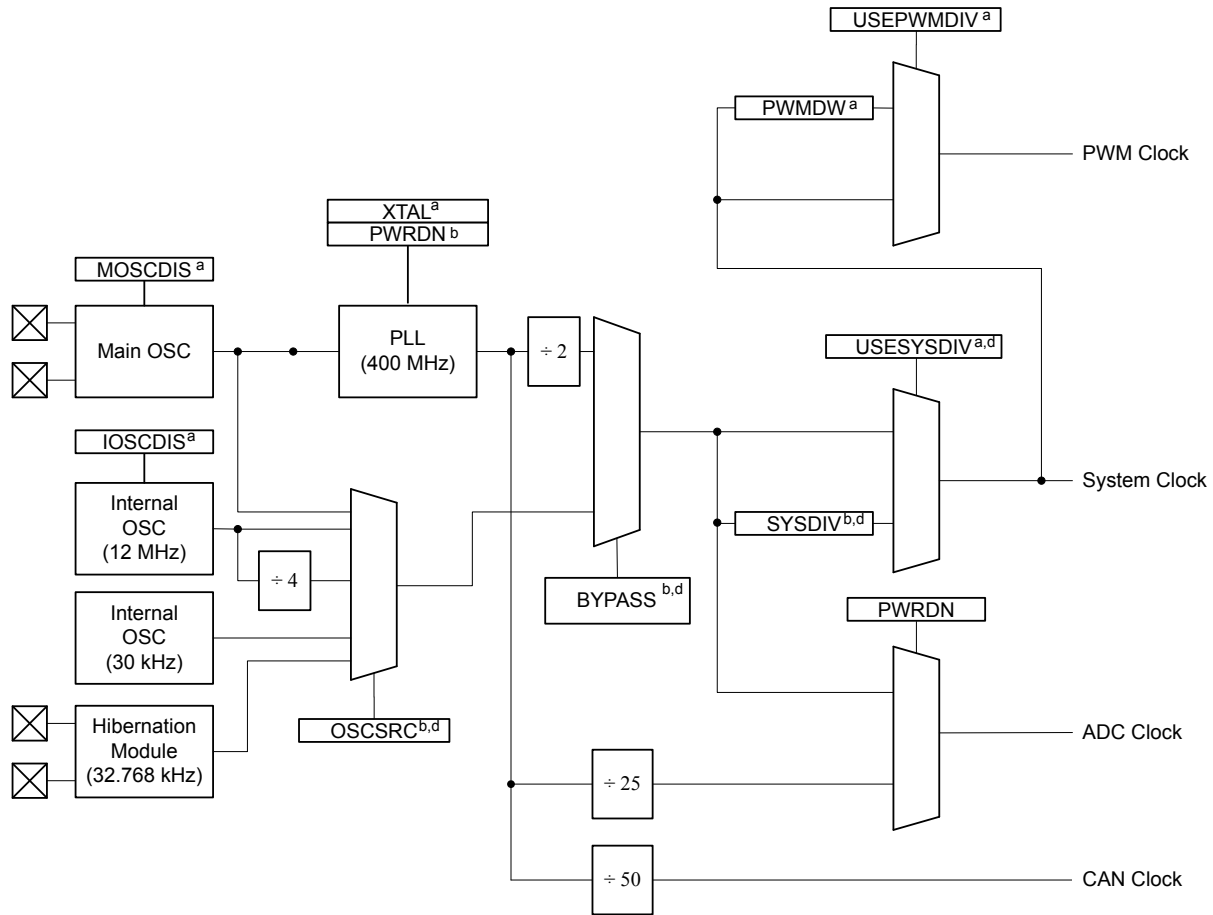 USEPWMDIV a
PWMDW a
PWM Clock
XTAL a
PWRDN b
MOSCDIS a
Main OSC
PLL
(400 MHz)
÷ 2
USESYSDIV a,d
IOSCDIS a
Internal
OSC
(12 MHz)
÷ 4
System Clock
SYSDIV b,d
BYPASS b,d
Internal
OSC
(30 kHz)
PWRDN
OSCSRC b,d
Hibernation
Module
(32.768 kHz)
ADC Clock
÷ 25
÷ 50
CAN Clock